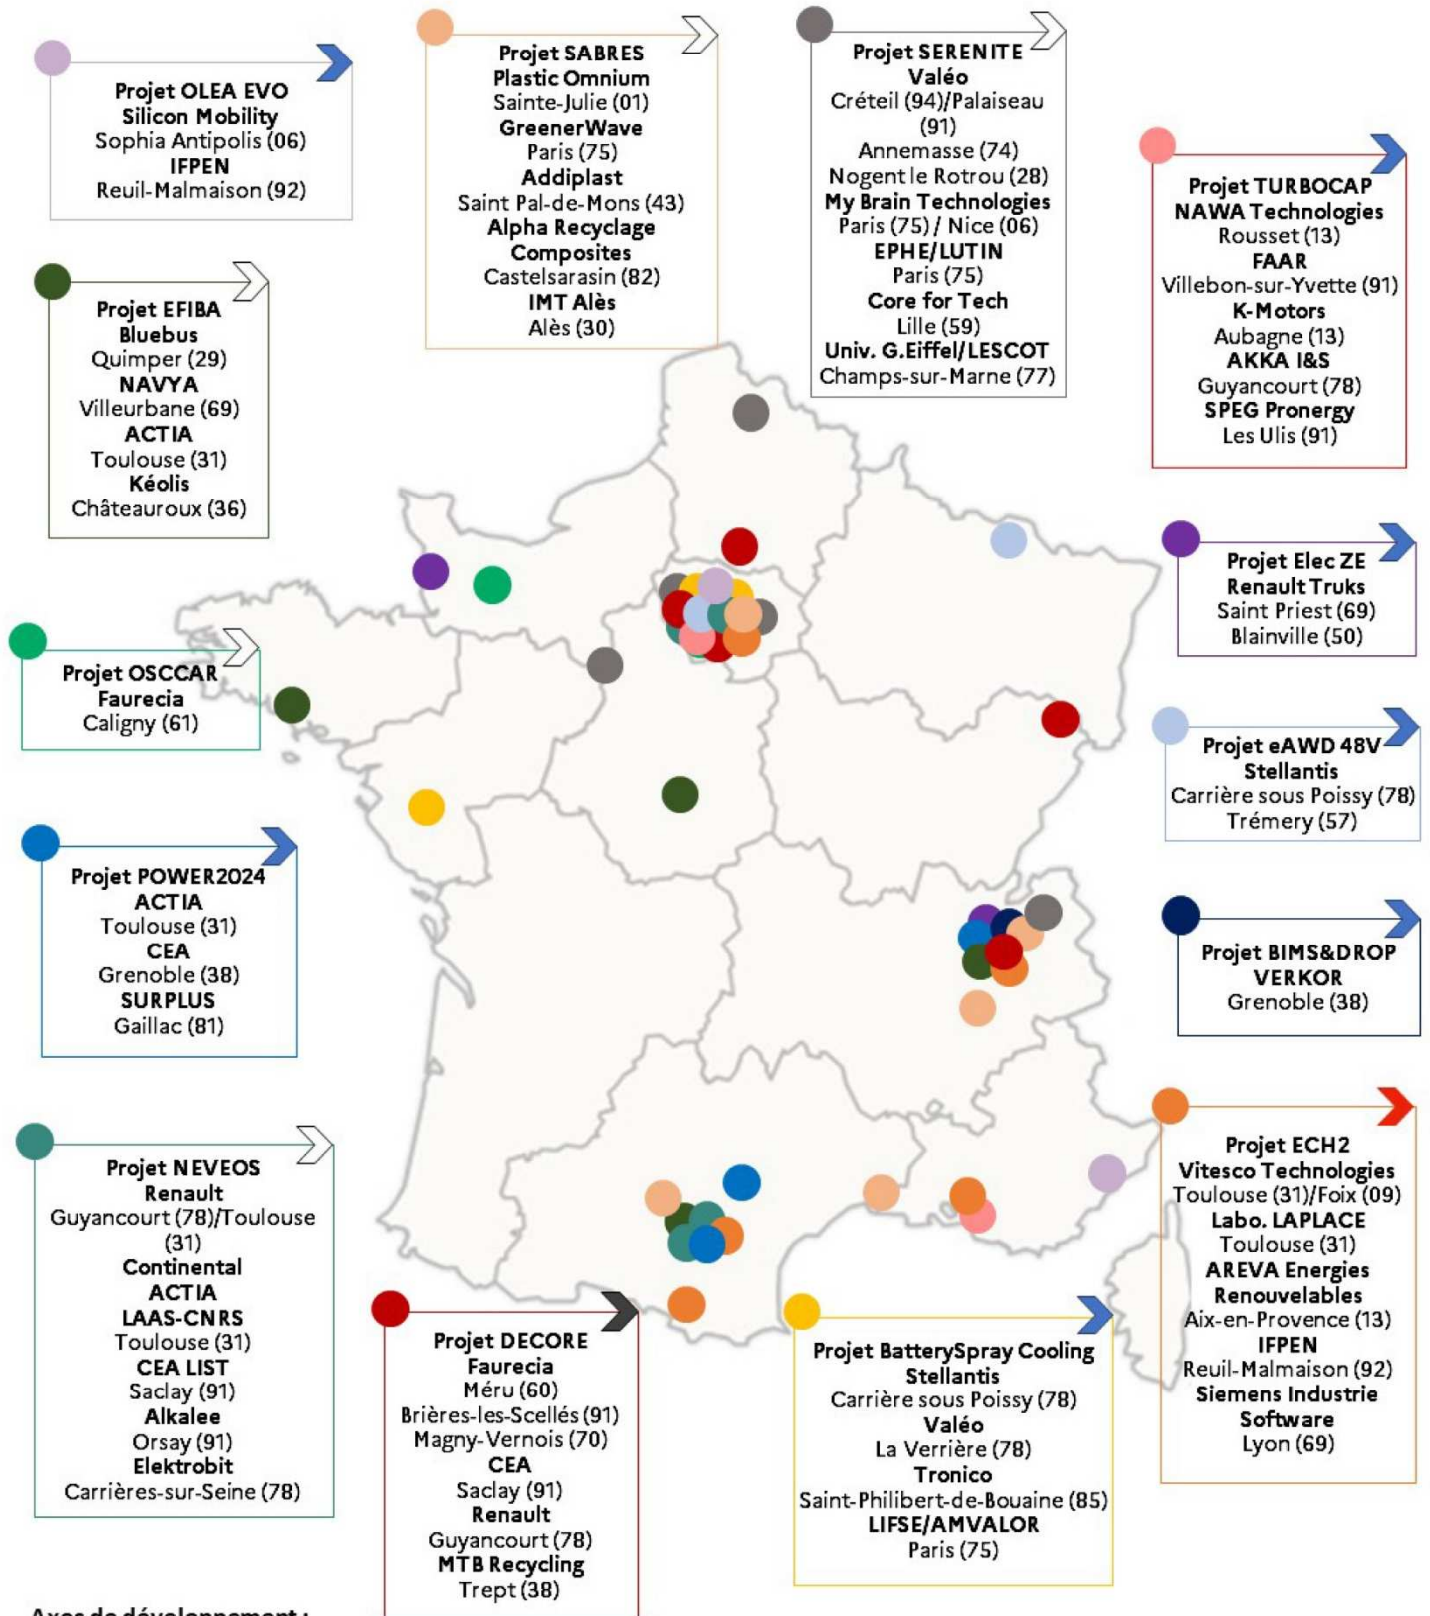 Projet OLEA EVO
Silicon Mobility
Sophia Antipolis (06)
IFPEN
Reuil-Malmaison (92)
Projet SABRES
Plastic Omnium
Sainte-Julie (01)
GreenerWave
Paris (75)
Addiplast
Saint Pal-de-Mons (43)
Alpha Recyclage
Composites
Castelsarasin (82)
IMT Alès
Alès (30)
Projet SERENITE
Valéo
Créteil (94)/Palaiseau
(91)
Annemasse (74)
Nogent le Rotrou (28)
My Brain Technologies
Paris (75) / Nice (06)
EPHE/LUTIN
Paris (75)
Core for Tech
Lille (59)
Univ. G.Eiffel/LESCOT
Champs-sur-Marne (77)
Projet TURBOCAP
NAWA Technologies
Rousset (13)
FAAR
Villebon-sur-Yvette (91)
K-Motors
Aubagne (13)
AKKA I&S
Guyancourt (78)
SPEG Pronergy
Les Ulis (91)
Projet EFIBA
Bluebus
Quimper (29)
NAVYA
Villeurbane (69)
ACTIA
Toulouse (31)
Kéolis
Châteauroux (36)
Projet Elec ZE
Renault Truks
Saint Priest (69)
Blainville (50)
Projet OSCCAR
Faurecia
Caligny (61)
Projet eAWD 48V
Stellantis
Carrière sous Poissy (78)
Trémery (57)
Projet POWER2024
ACTIA
Toulouse (31)
CEA
Grenoble (38)
SURPLUS
Gaillac (81)
Projet BIMS&DROP
VERKOR
Grenoble (38)
Projet NEVEOS
Renault
Guyancourt (78)/Toulouse
(31)
Continental
ACTIA
LAAS-CNRS
Toulouse (31)
CEA LIST
Saclay (91)
Alkalee
Orsay (91)
Elektrobit
Carrières-sur-Seine (78)
Projet DECORE
Faurecia
Méru (60)
Brières-les-Scellés (91)
Magny-Vernois (70)
CEA
Saclay (91)
Renault
Guyancourt (78)
MTB Recycling
Trept (38)
Projet BatterySpray Cooling
Stellantis
Carrière sous Poissy (78)
Valéo
La Verrière (78)
Tronico
Saint-Philibert-de-Bouaine (85)
LIFSE/AMVALOR
Paris (75)
Projet ECH2
Vitesco Technologies
Toulouse (31)/Foix (09)
Labo. LAPLACE
Toulouse (31)
AREVA Energies
Renouvelables
Aix-en-Provence (13)
IFPEN
Reuil-Malmaison (92)
Siemens Industrie
Software
Lyon (69)
Axes de développement :